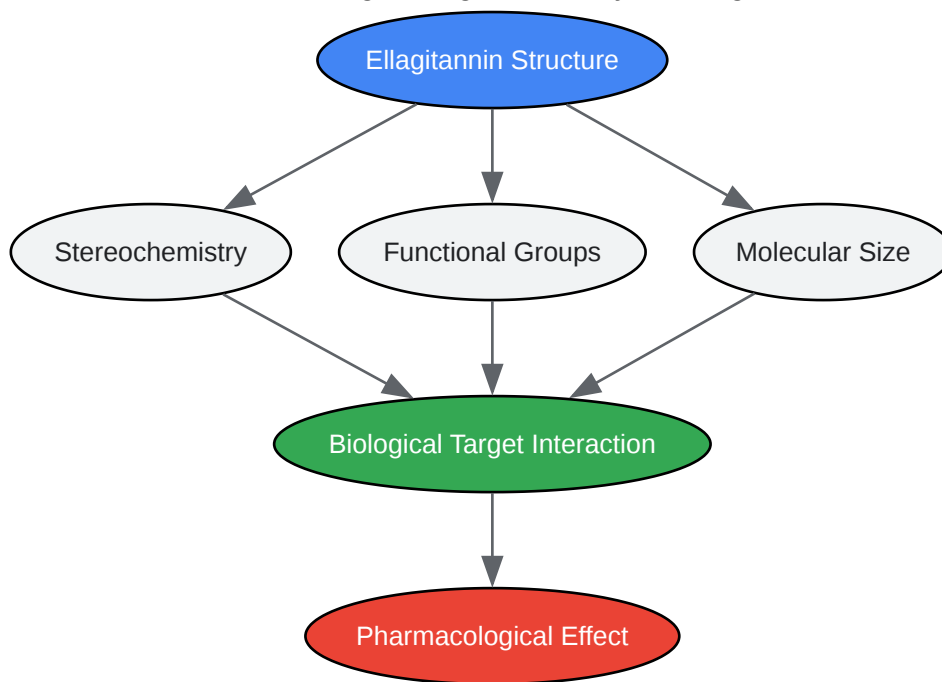 Ellagitannin Structure
Stereochemistry
Functional Groups
Molecular Size
Biological Target Interaction
Pharmacological Effect